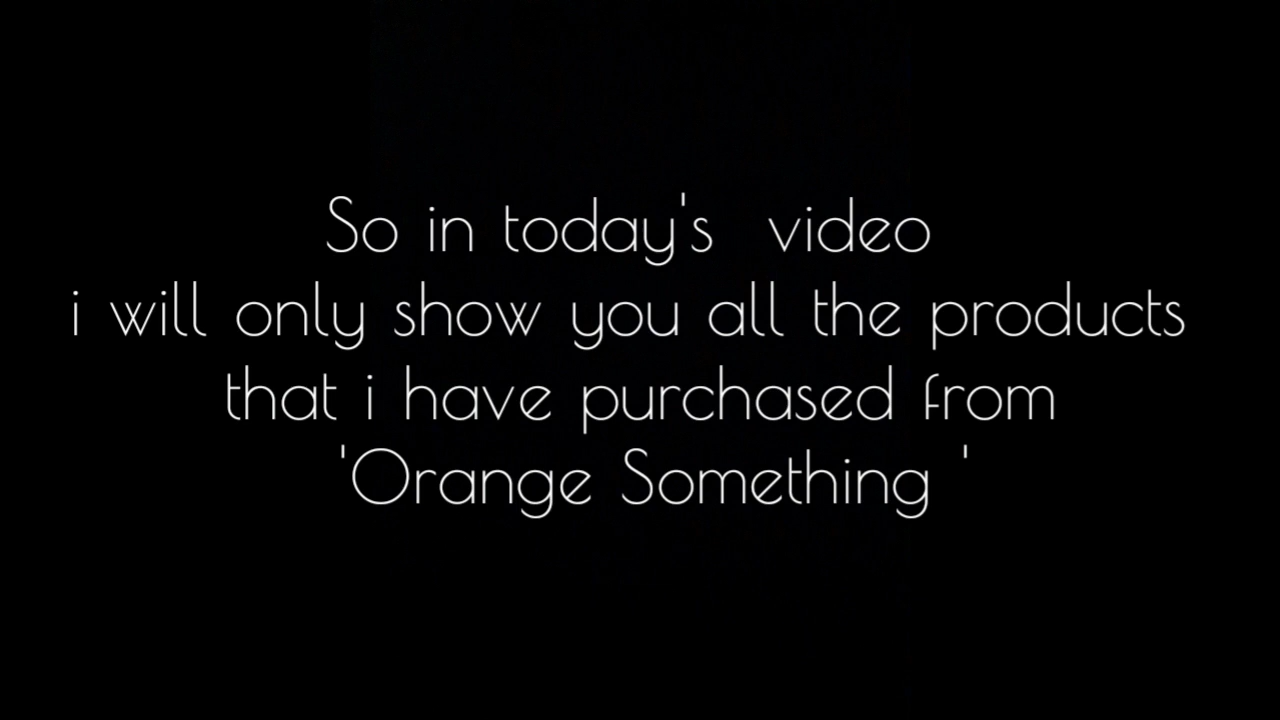 So in today's  video
i will only show you all the products
that i have purchased from
'Orange Something '